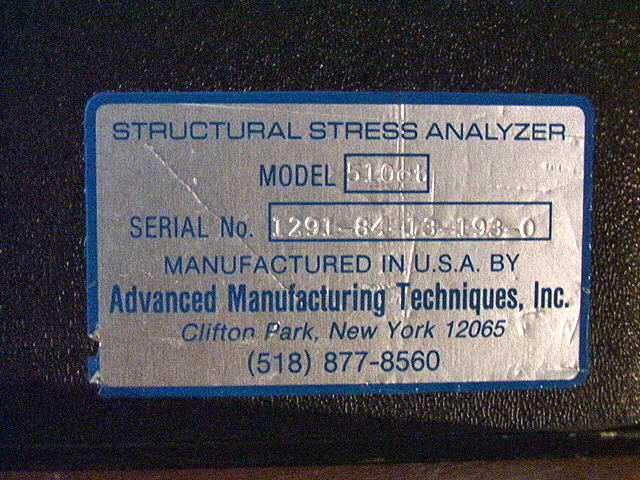 STRUCTURAL STRESS ANALYZER
MODEL 510ct
SERIAL No. 1291-84-13-193-0
MANUFACTURED IN U.S.A. BY
Advanced Manufacturing Techniques, Inc.
Clifton Park, New York 12065
(518) 877-8560